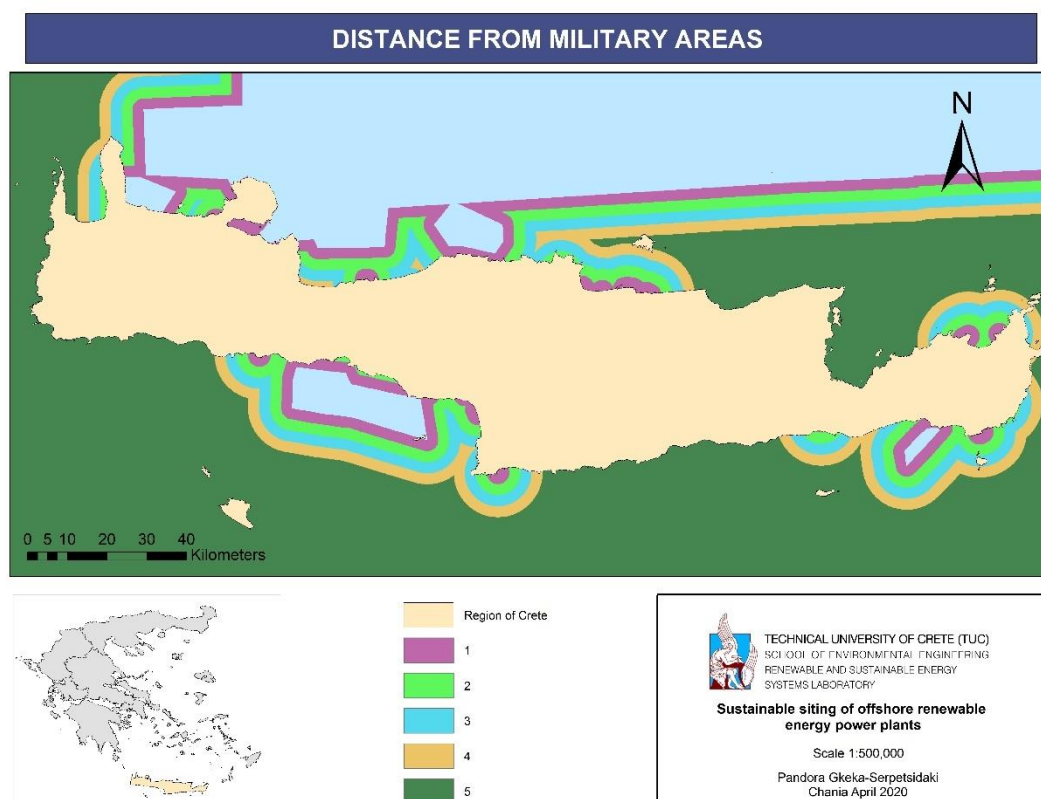 DISTANCE FROM MILITARY AREAS
N
0 5 10 20 30 40
Kilometers
Region of Crete
1
2
3
4
5
TECHNICAL UNIVERSITY OF CRETE (TUC)
SCHOOL OF ENVIRONMENTAL ENGINEERING
RENEWABLE AND SUSTAINABLE ENERGY
SYSTEMS LABORATORY
Sustainable siting of offshore renewable
energy power plants
Scale 1:500,000
Pandora Gkeka-Serpetsidaki
Chania April 2020